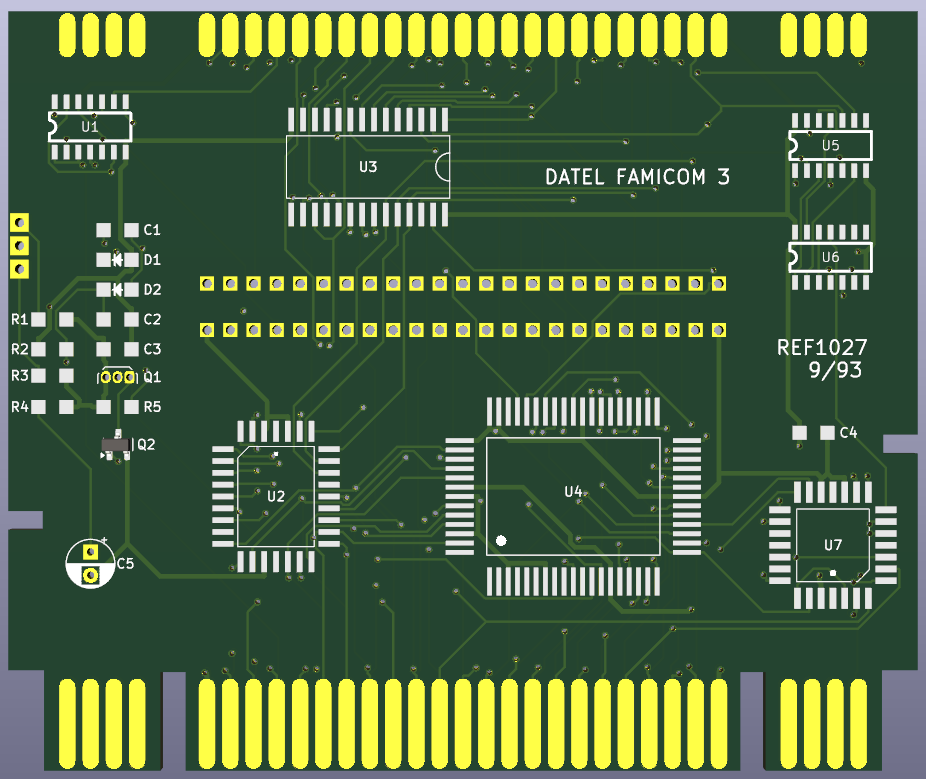 U1
U3
U5
DATEL FAMICOM 3
C1
D1
U6
D2
R1
C2
R2
C3
REF1027
9/93
R3
Q1
R4
R5
Q2
C4
U2
U4
U7
+
C5